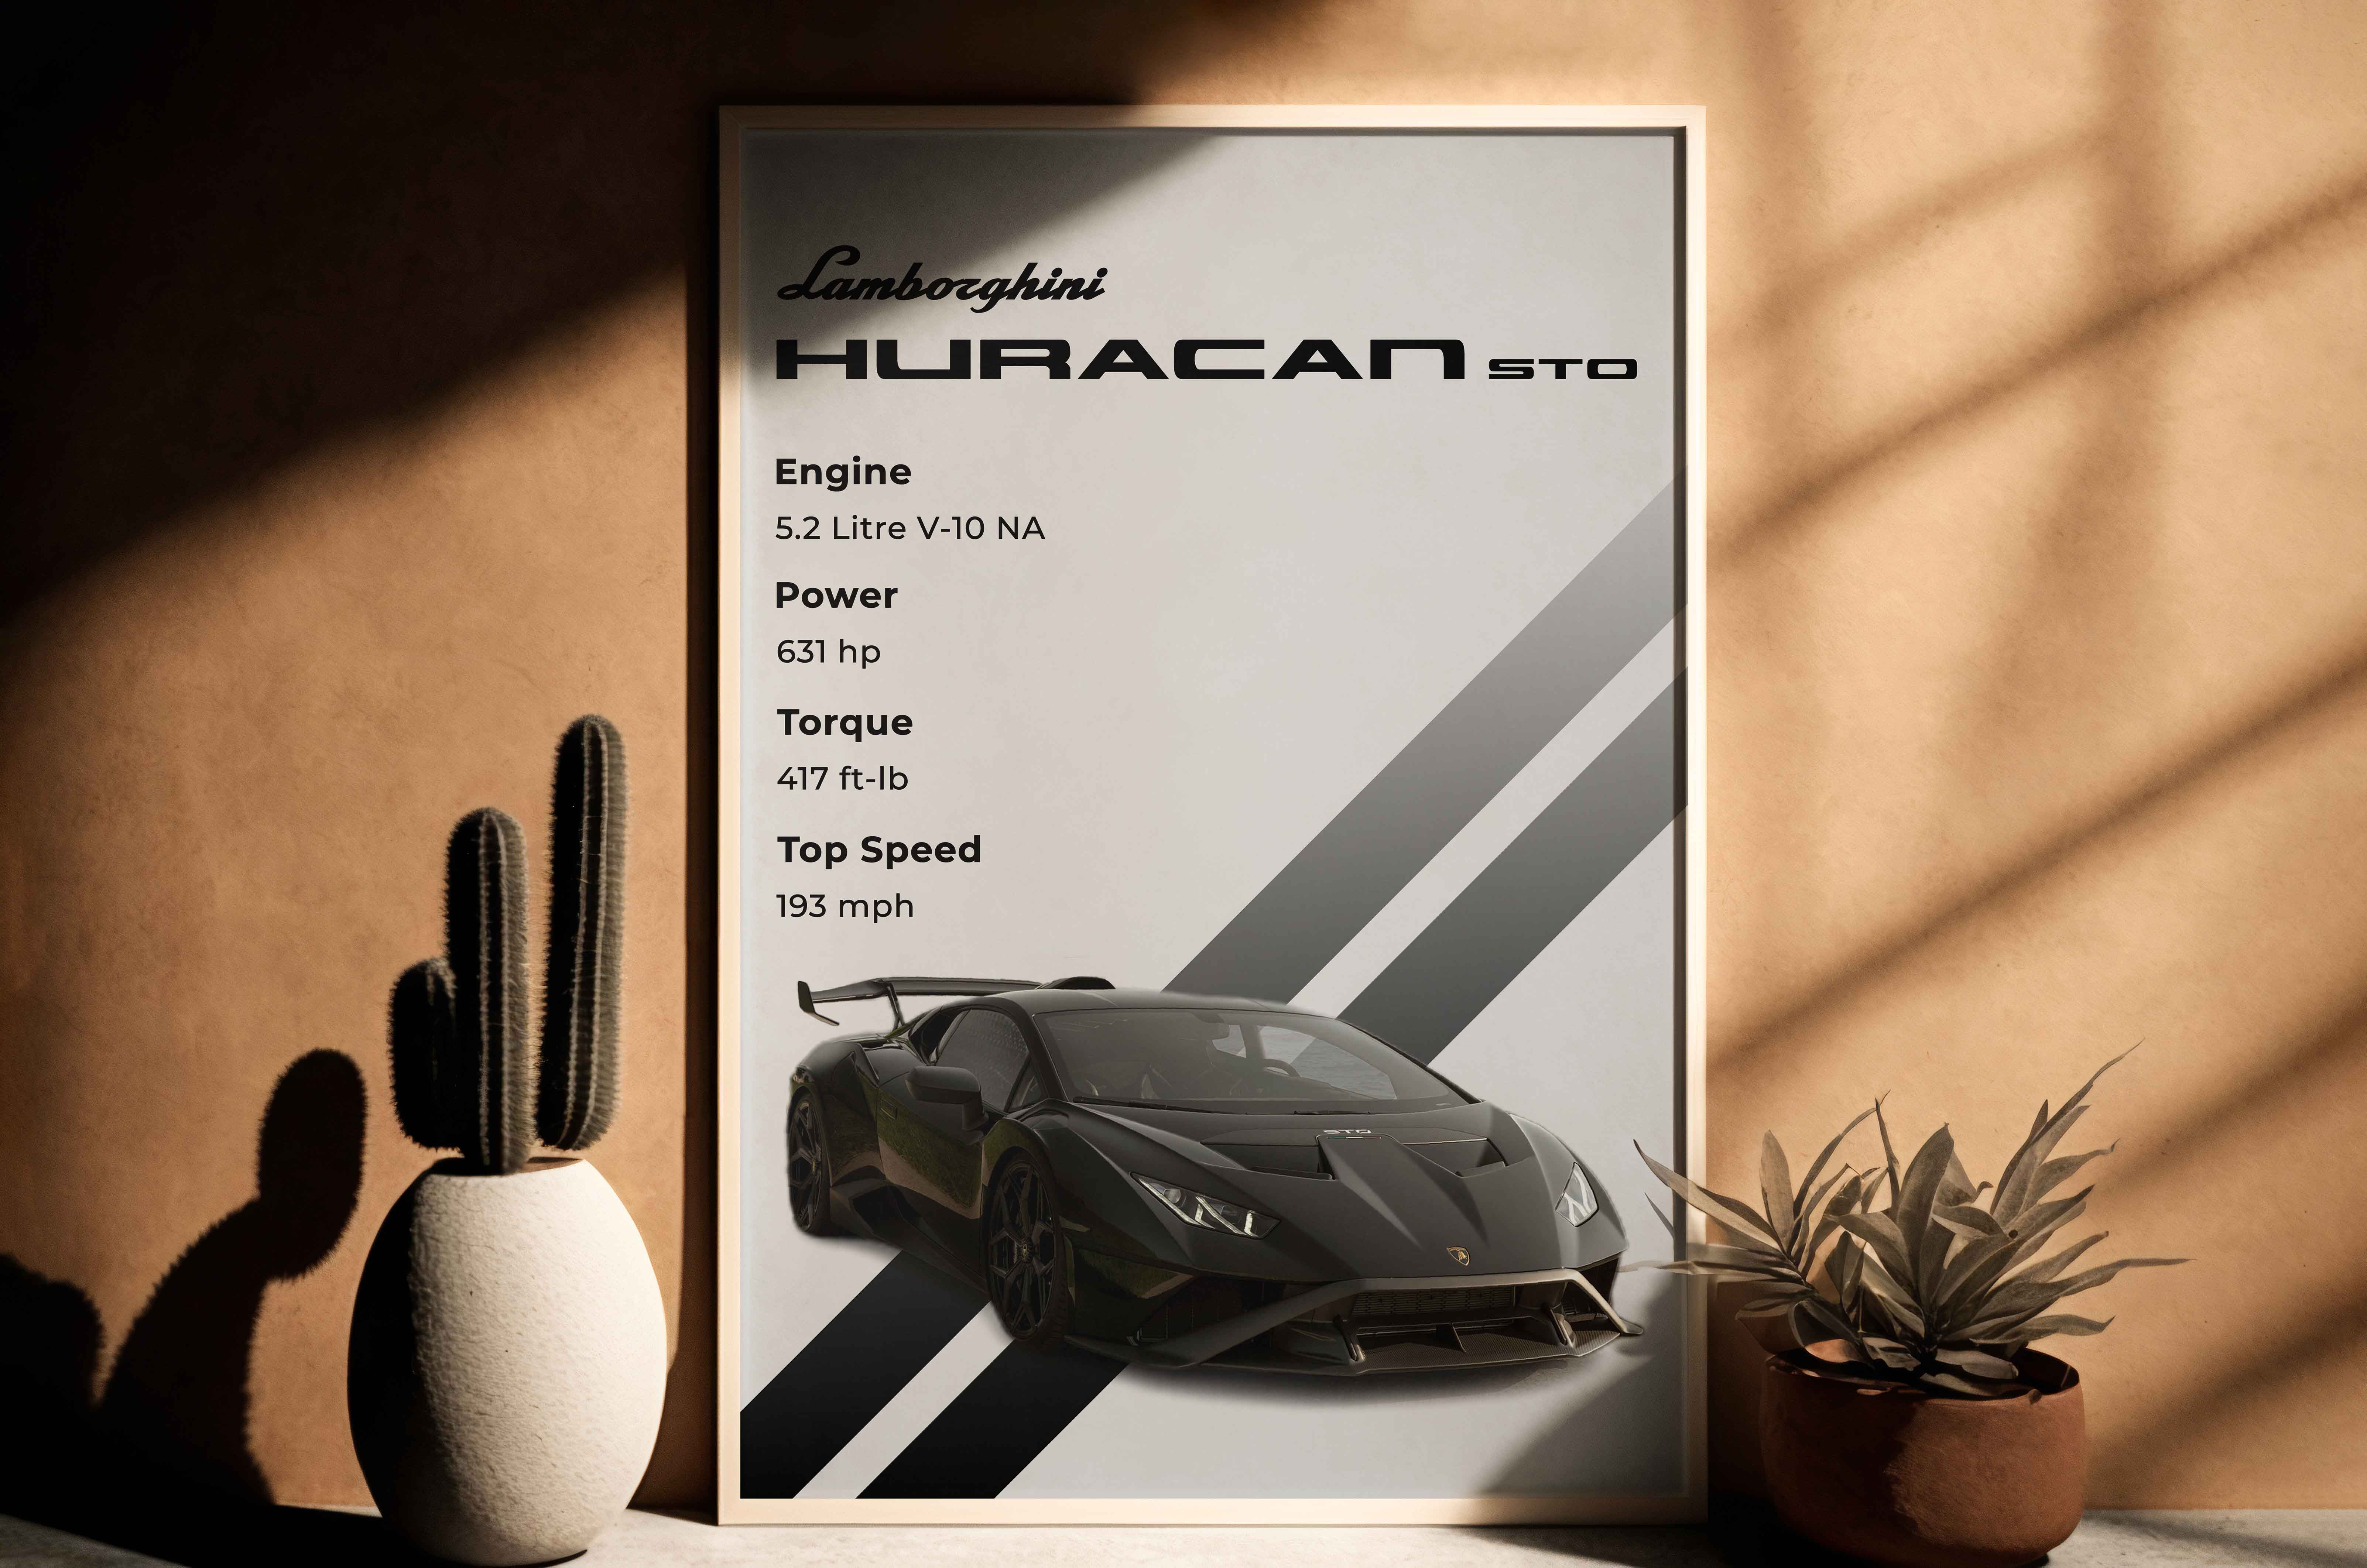 Lamborghini
HURACAN STO
Engine
5.2 Litre V-10 NA
Power
631 hp
Torque
417 ft-lb
Top Speed
193 mph
STO